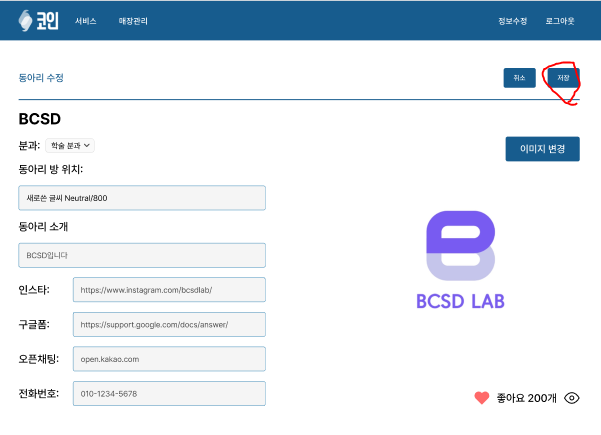 코인 서비스 매장관리 정보수정 로그아웃
동아리 수정 취소 저장
BCSD
분과: 학술 분과
이미지 변경
동아리 방 위치:
새로쓴 글씨 Neutral/800
동아리 소개
BCSD입니다
BCSD LAB
인스타: https://www.instagram.com/bcsdlab/
구글폼: https://support.google.com/docs/answer/
오픈채팅: open.kakao.com
전화번호: 010-1234-5678
좋아요 200개